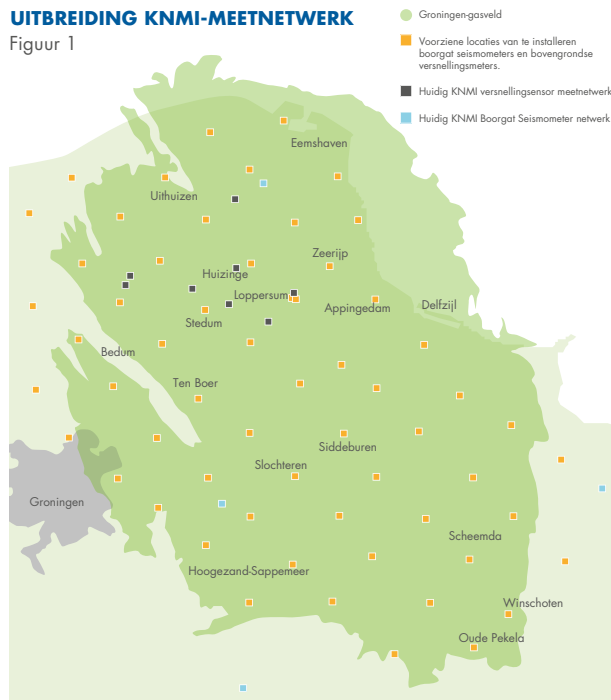 UITBREIDING KNMI-MEETNETWERK
Figuur 1
Groningen-gasveld
Voorziene locaties van te installeren
boorgat seismometers en bovengrondse
versnellingsmeters.
Huidig KNMI versnellingsensor meetnetwerk
Huidig KNMI Boorgat Seismometer netwerk
Eemshaven
Uithuizen
Zeerijp
Huizinge
Loppersum
Appingedam
Delfzijl
Stedum
Bedum
Ten Boer
Siddeburen
Slochteren
Groningen
Scheemda
Hoogezand-Sappemeer
Winschoten
Oude Pekela